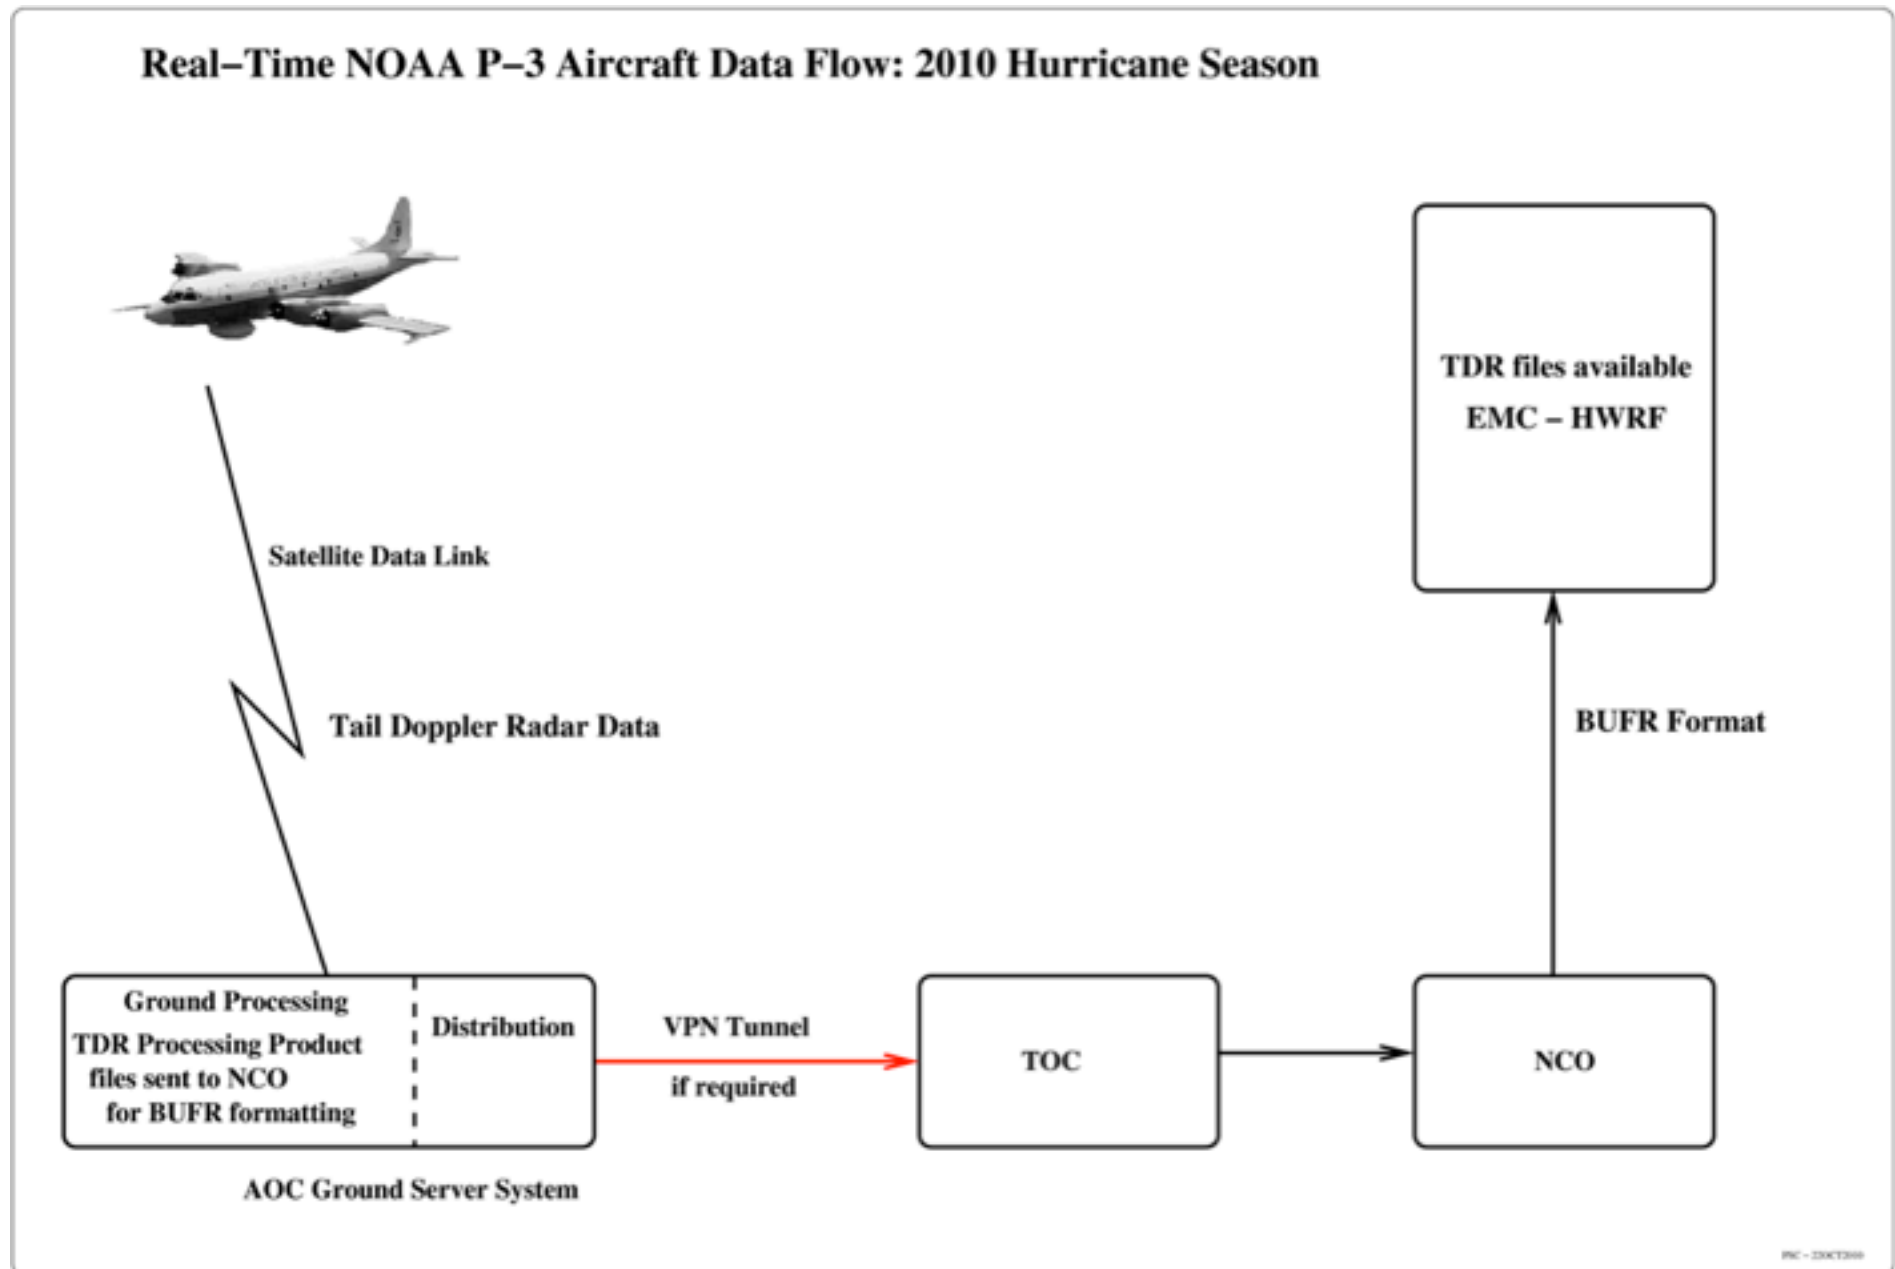 Real–Time NOAA P–3 Aircraft Data Flow: 2010 Hurricane Season
TDR files available
EMC – HWRF
Satellite Data Link
Tail Doppler Radar Data
BUFR Format
Ground Processing
TDR Processing Product
files sent to NCO
for BUFR formatting
Distribution
VPN Tunnel
if required
TOC
NCO
AOC Ground Server System